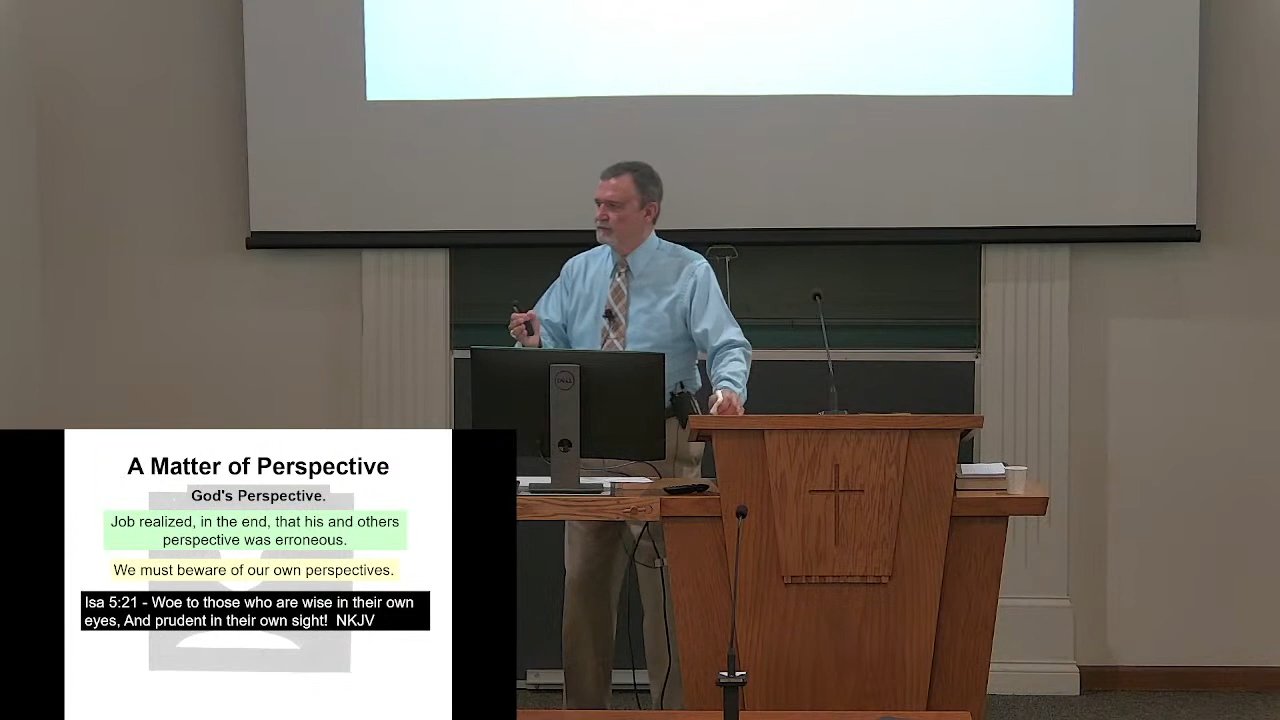 DELL
A Matter of Perspective
God's Perspective.
Job realized, in the end, that his and others
perspective was erroneous.
We must beware of our own perspectives.
Isa 5:21 - Woe to those who are wise in their own
eyes, And prudent in their own sight!  NKJV